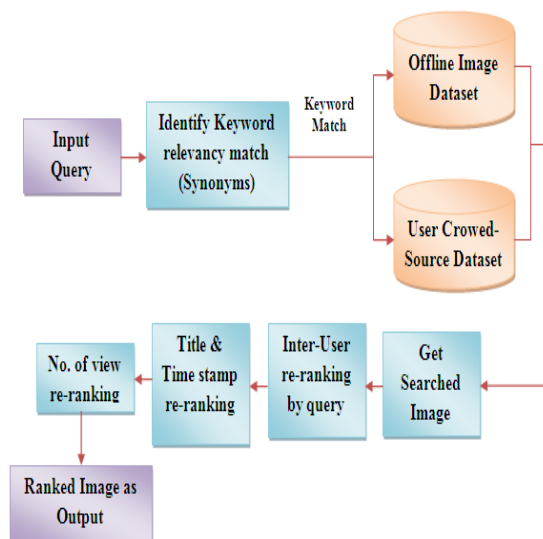 Input
Query
Identify Keyword
relevancy match
(Synonyms)
Keyword
Match
Offline Image
Dataset
User Crowed-
Source Dataset
Get
Searched
Image
Inter-User
re-ranking
by query
Title &
Time stamp
re-ranking
No. of view
re-ranking
Ranked Image as
Output